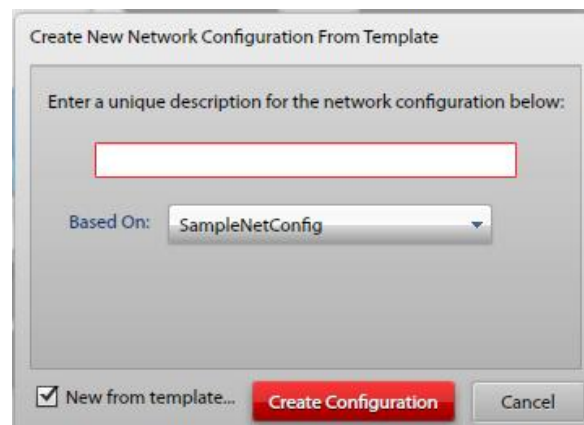 Create New Network Configuration From Template
Enter a unique description for the network configuration below:
Based On: SampleNetConfig
New from template... Create Configuration Cancel